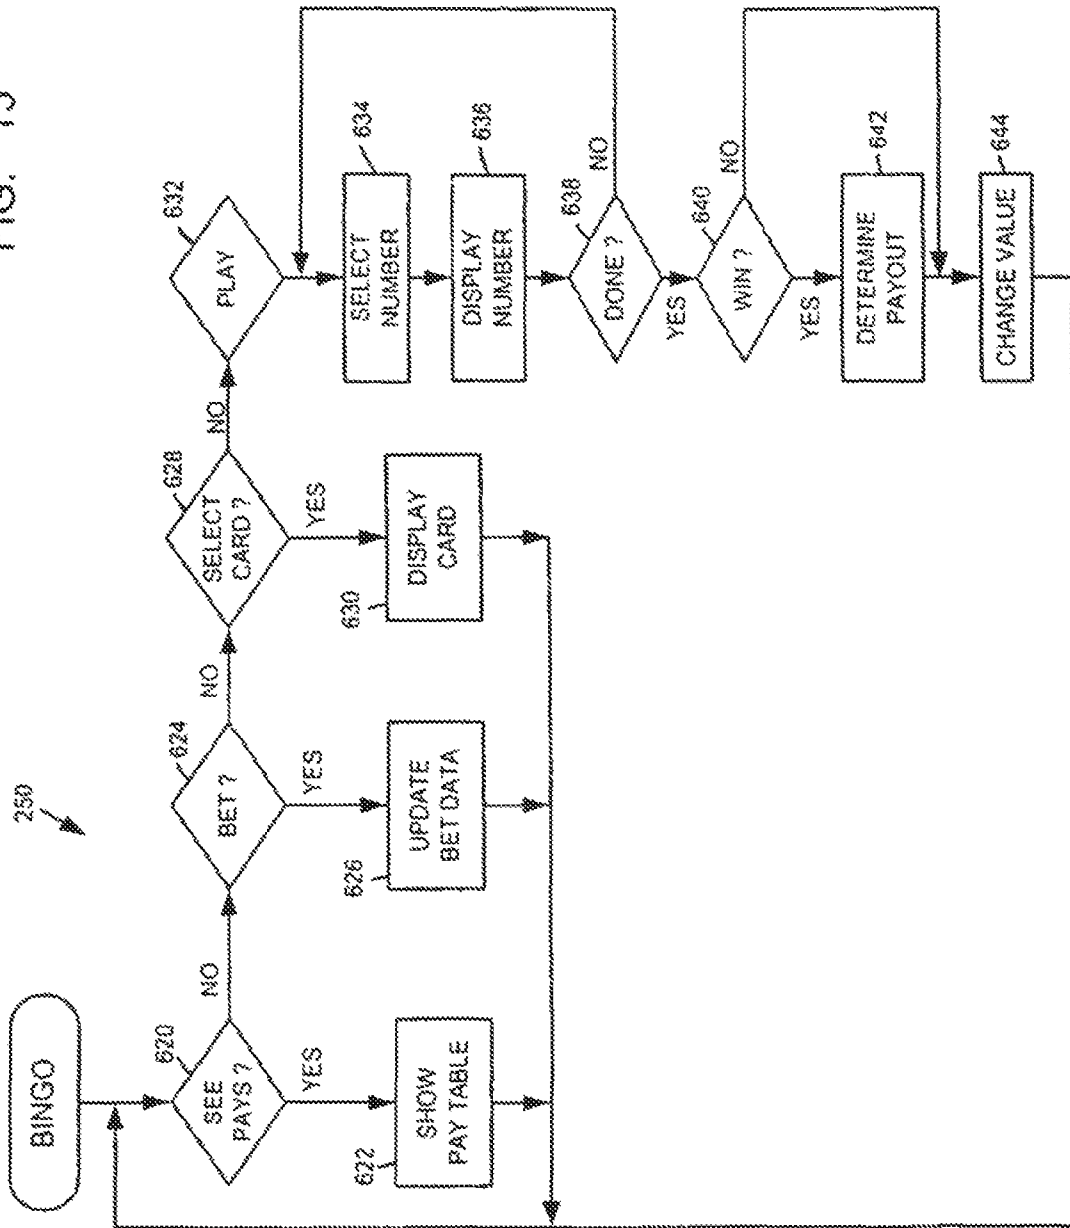 FIG.
250
BINGO
620
SEE
PAYS ?
NO
YES
622
SHOW
PAY TABLE
624
BET ?
NO
YES
626
UPDATE
BET DATA
628
SELECT
CARD ?
NO
YES
630
DISPLAY
CARD
632
PLAY
634
SELECT
NUMBER
636
DISPLAY
NUMBER
638
DONE ?
NO
YES
640
WIN ?
NO
YES
642
DETERMINE
PAYOUT
644
CHANGE VALUE